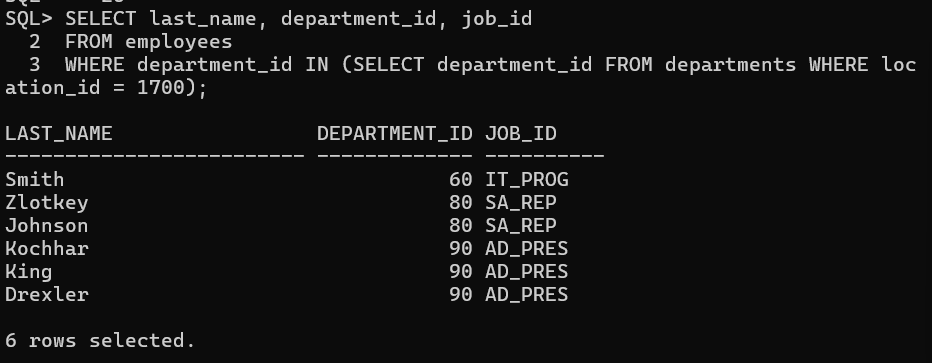 SQL> SELECT last_name, department_id, job_id
  2  FROM employees
  3  WHERE department_id IN (SELECT department_id FROM departments WHERE loc
ation_id = 1700);

LAST_NAME                 DEPARTMENT_ID JOB_ID
------------------------- ------------- ----------
Smith                                60 IT_PROG
Zlotkey                              80 SA_REP
Johnson                              80 SA_REP
Kochhar                              90 AD_PRES
King                                 90 AD_PRES
Drexler                              90 AD_PRES

6 rows selected.